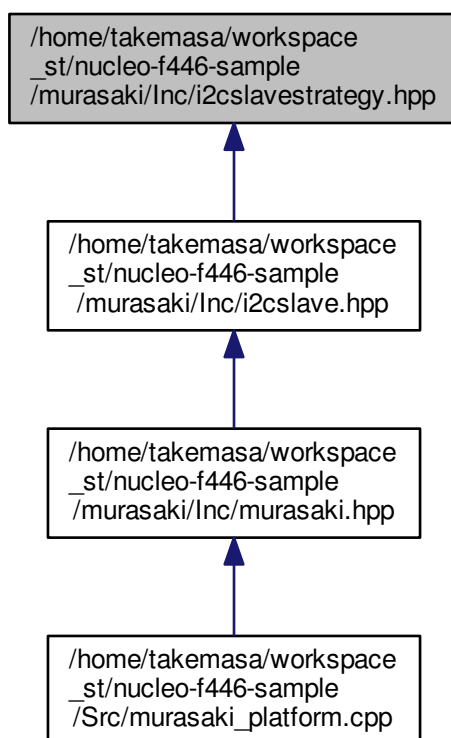 /home/takemasa/workspace
_st/nucleo-f446-sample
/murasaki/Inc/i2cslavestrategy.hpp
/home/takemasa/workspace
_st/nucleo-f446-sample
/murasaki/Inc/i2cslave.hpp
/home/takemasa/workspace
_st/nucleo-f446-sample
/murasaki/Inc/murasaki.hpp
/home/takemasa/workspace
_st/nucleo-f446-sample
/Src/murasaki_platform.cpp